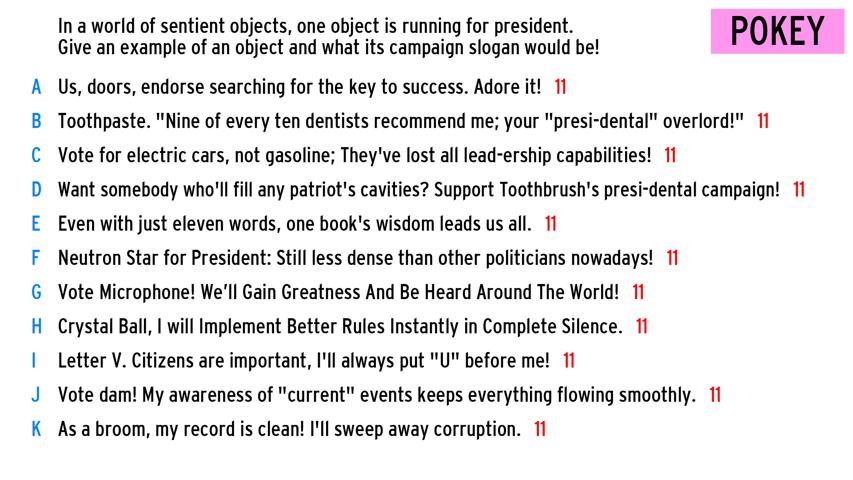 In a world of sentient objects, one object is running for president.
Give an example of an object and what its campaign slogan would be!
POKEY
A Us, doors, endorse searching for the key to success. Adore it! 11
B Toothpaste. "Nine of every ten dentists recommend me; your "presi-dental" overlord!" 11
C Vote for electric cars, not gasoline; They've lost all lead-ership capabilities! 11
D Want somebody who'll fill any patriot's cavities? Support Toothbrush's presi-dental campaign! 11
E Even with just eleven words, one book's wisdom leads us all. 11
F Neutron Star for President: Still less dense than other politicians nowadays! 11
G Vote Microphone! We’ll Gain Greatness And Be Heard Around The World! 11
H Crystal Ball, I will Implement Better Rules Instantly in Complete Silence. 11
I Letter V. Citizens are important, I'll always put "U" before me! 11
J Vote dam! My awareness of "current" events keeps everything flowing smoothly. 11
K As a broom, my record is clean! I'll sweep away corruption. 11